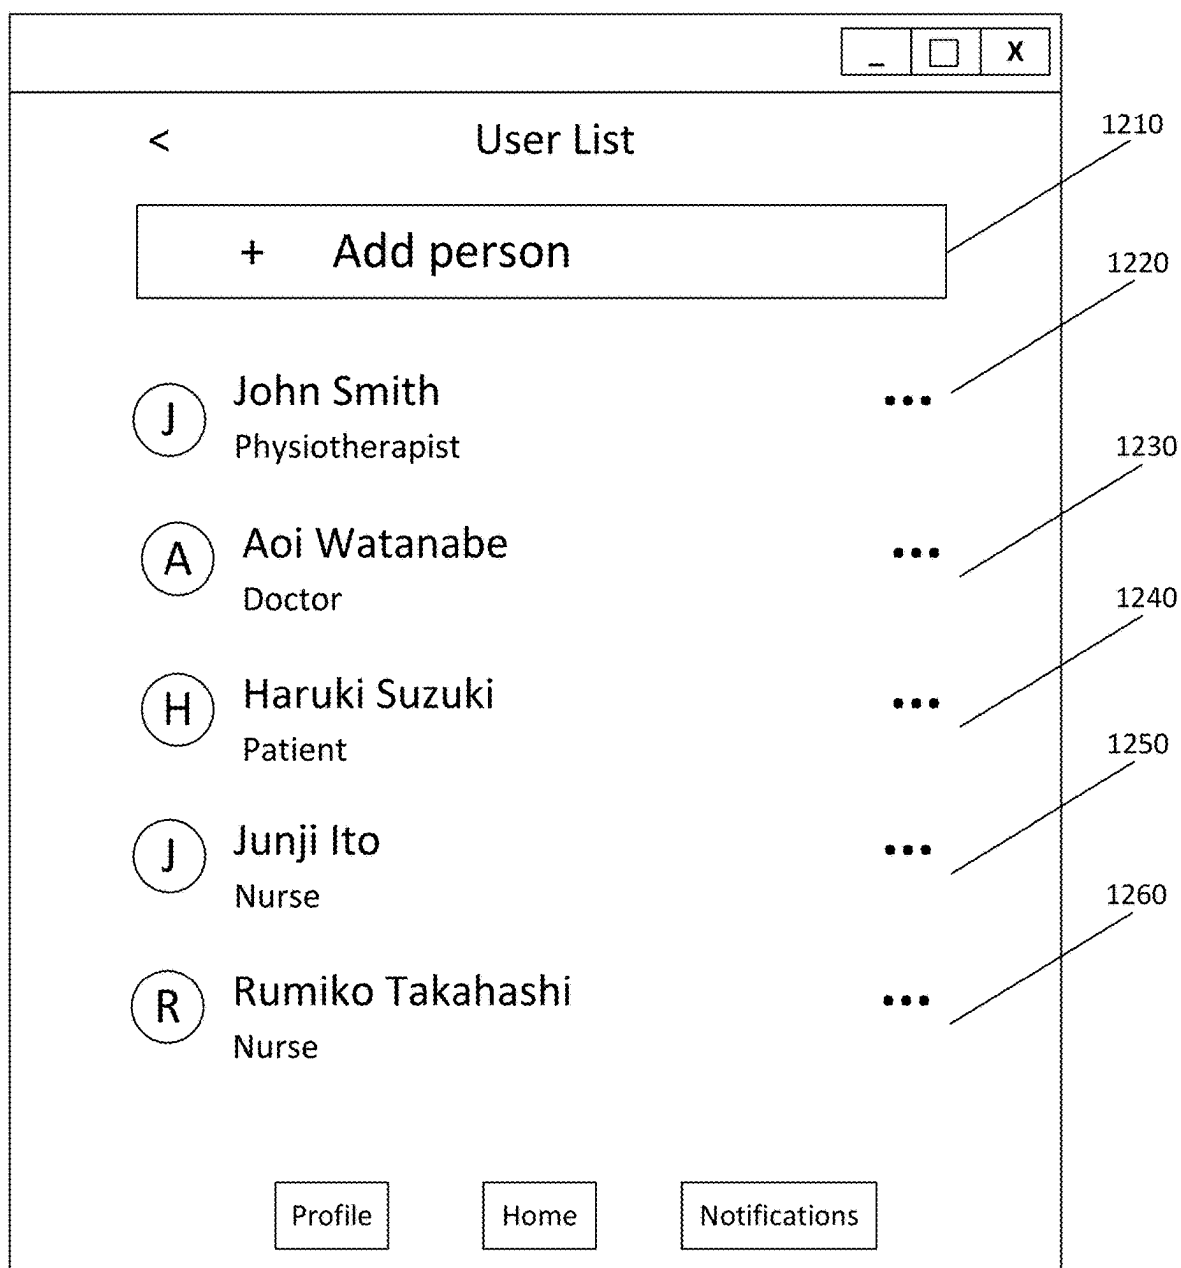 _ X
< User List
1210
+ Add person
1220
J John Smith ...
Physiotherapist
1230
A Aoi Watanabe ...
Doctor
1240
H Haruki Suzuki ...
Patient
1250
J Junji Ito ...
Nurse
1260
R Rumiko Takahashi ...
Nurse
Profile Home Notifications